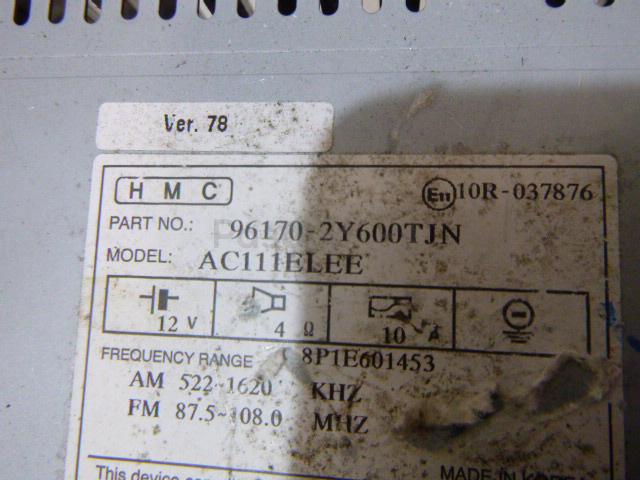 Ver. 78
HMC E11 10R-037876
PART NO.: 96170-2Y600TJN
MODEL: AC111ELEE
12 V 4 Ω 10 A
FREQUENCY RANGE 8P1E601453
AM 522~1620 KHZ
FM 87.5~108.0 MHZ
This device
MADE IN KOREA